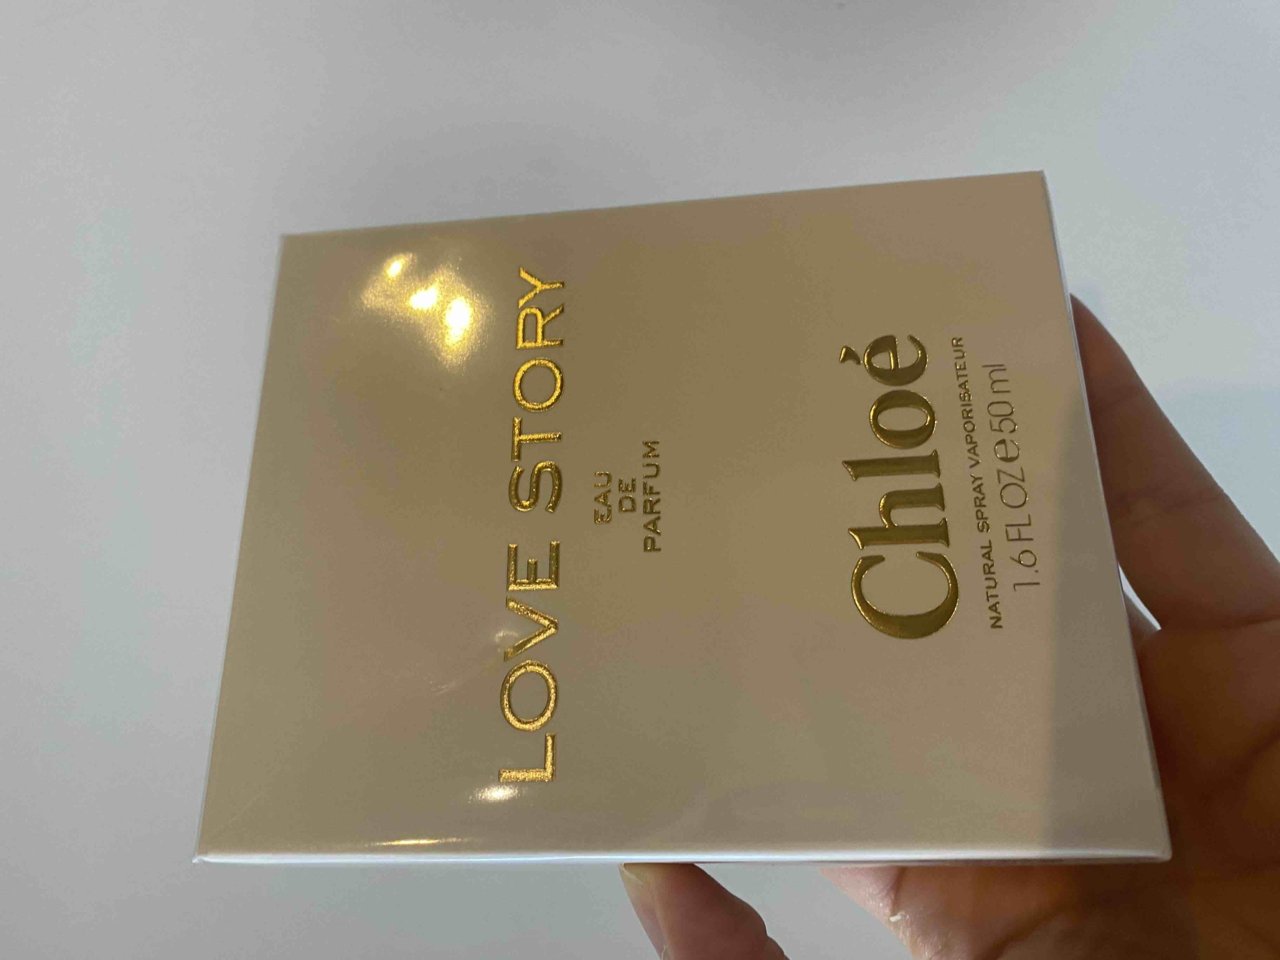 LOVE STORY
EAU
DE
PARFUM
Chloé
NATURAL SPRAY VAPORISATEUR
1.6 FL OZ e 50 ml